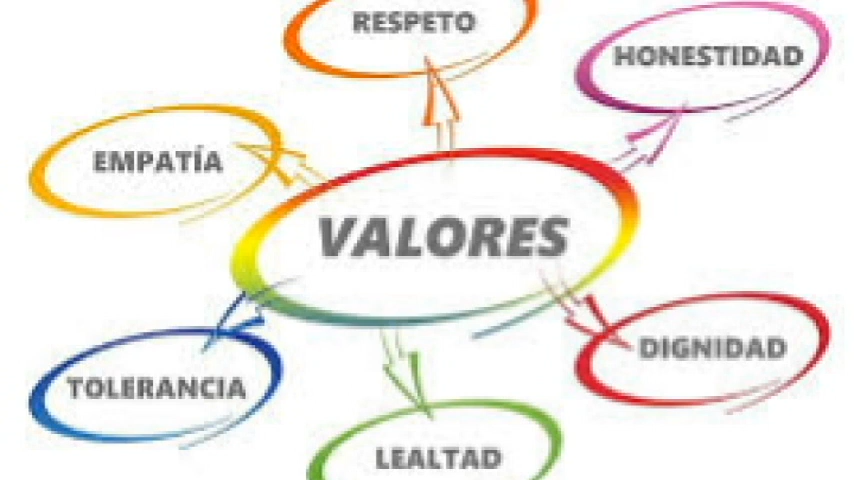 RESPETO
HONESTIDAD
EMPATÍA
VALORES
DIGNIDAD
TOLERANCIA
LEALTAD